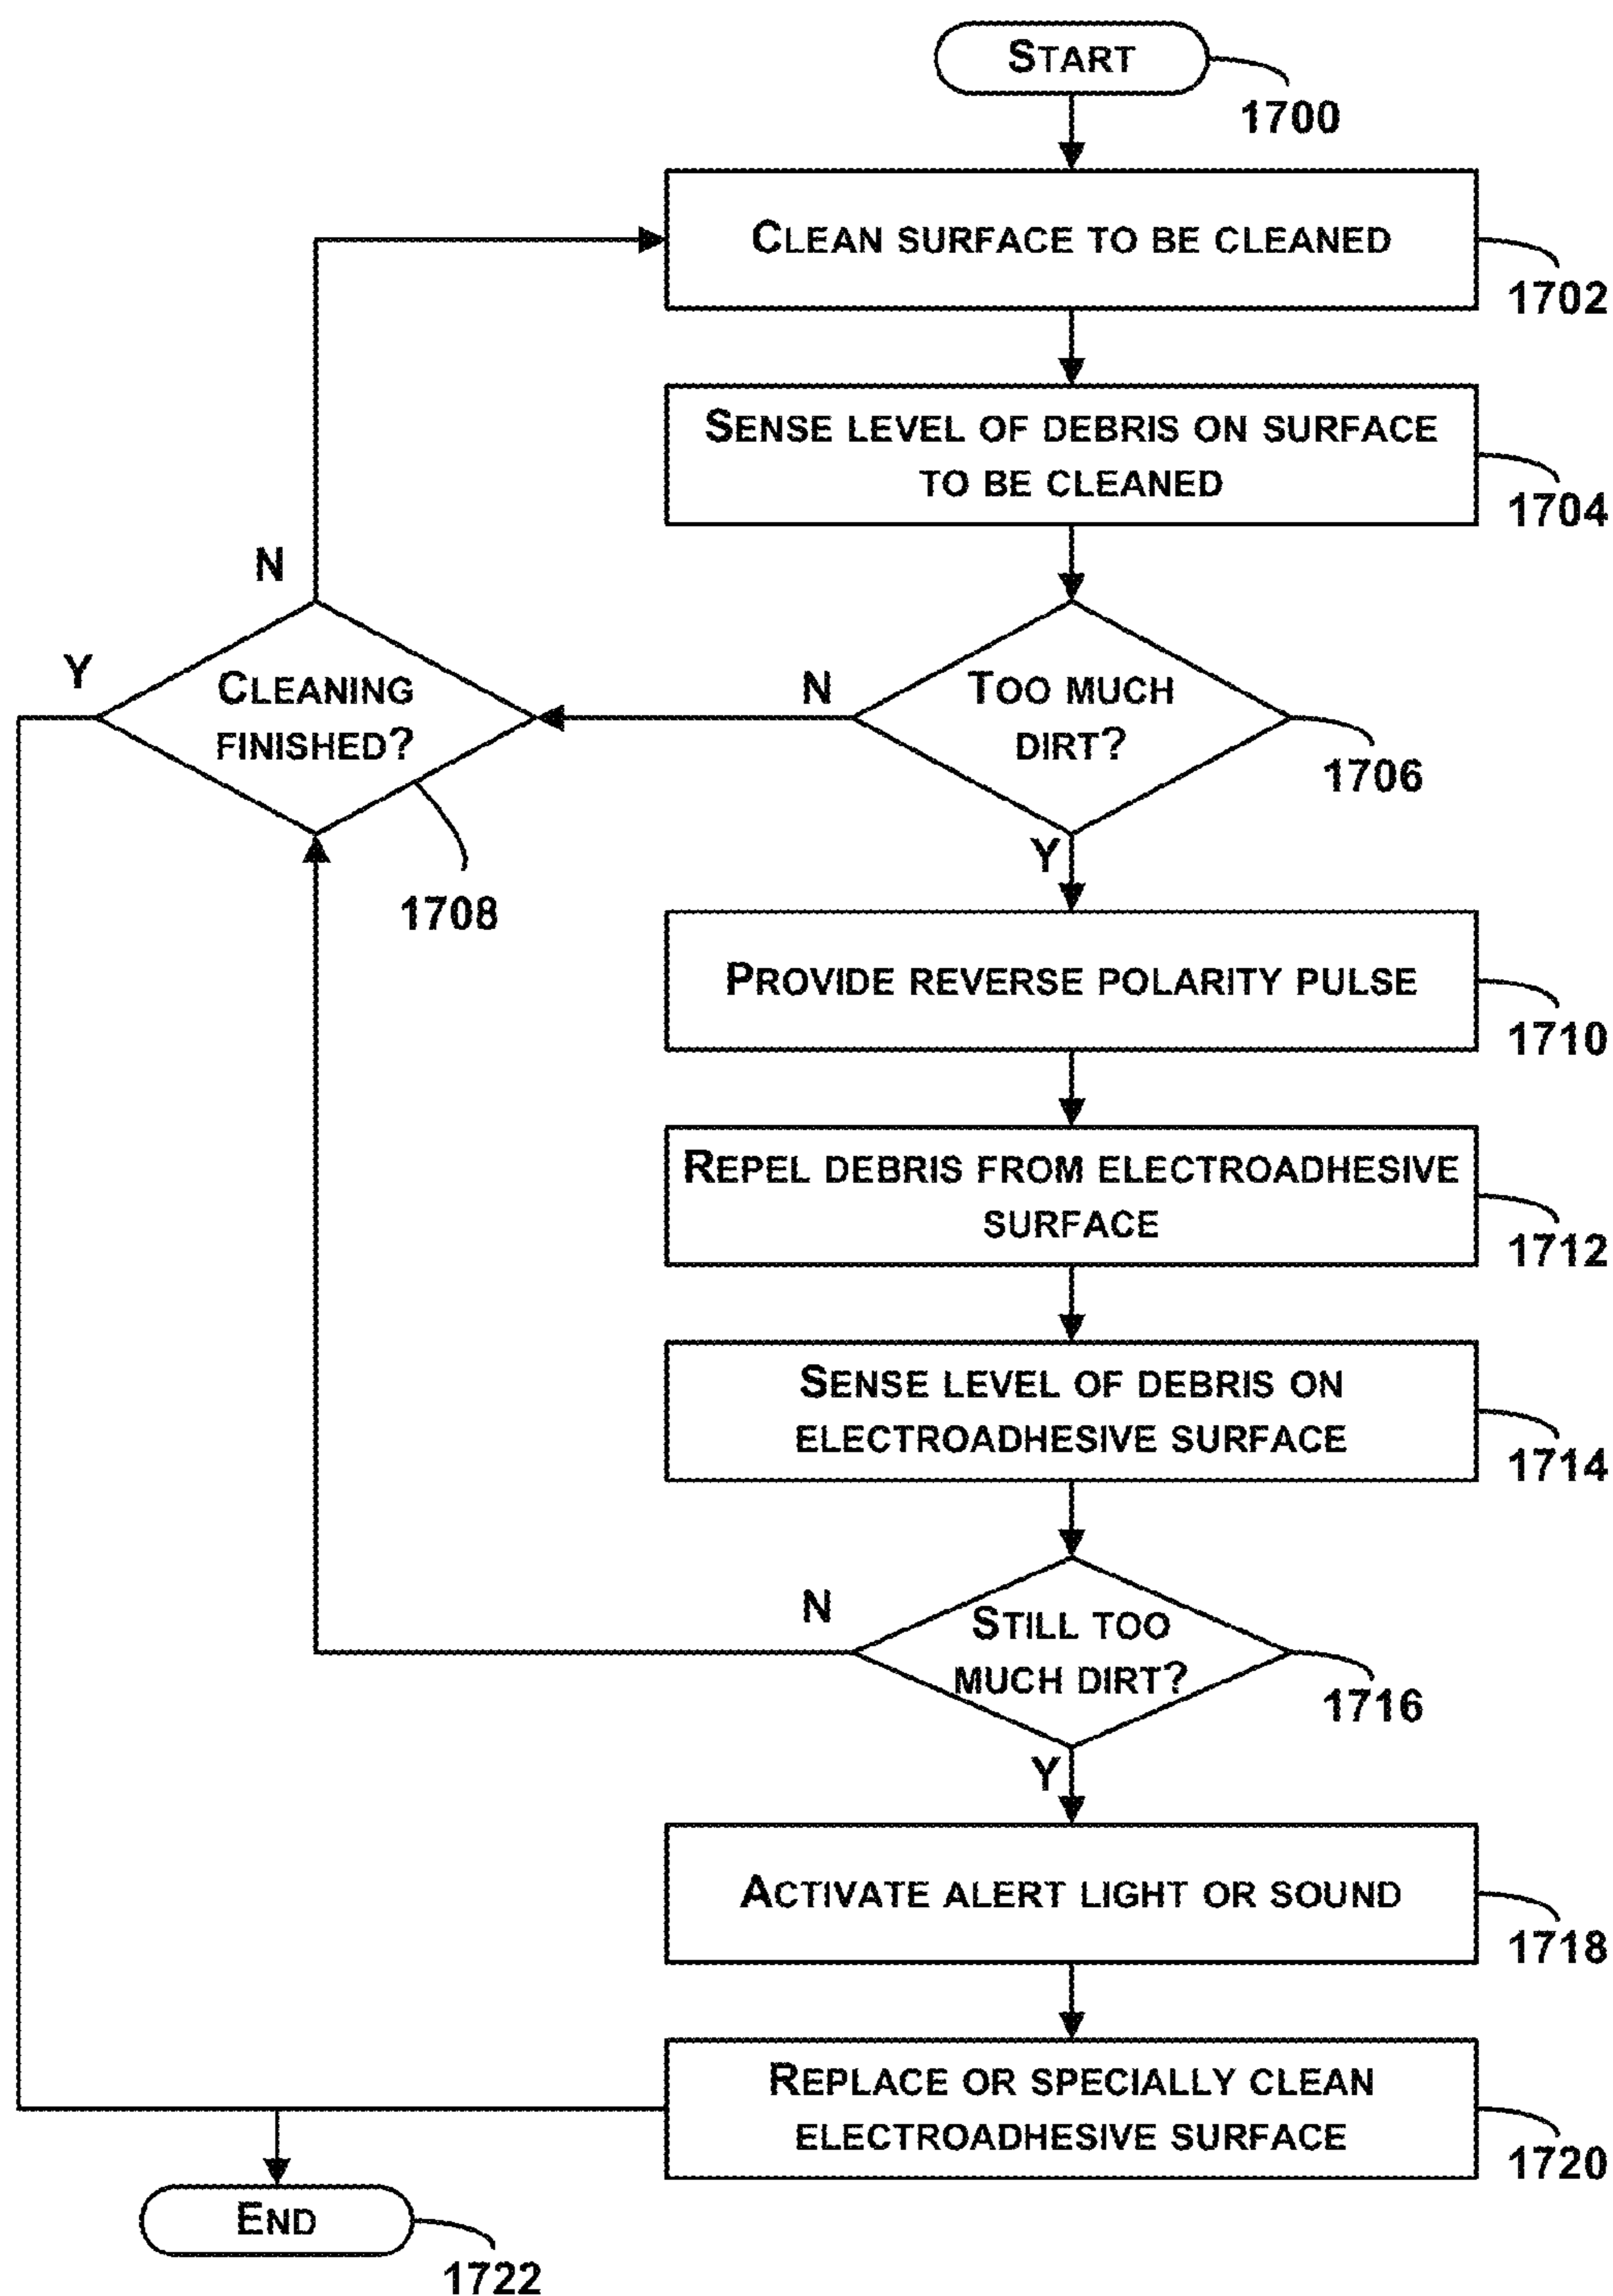 START
1700
CLEAN SURFACE TO BE CLEANED
1702
SENSE LEVEL OF DEBRIS ON SURFACE
TO BE CLEANED
1704
N
Y
CLEANING
FINISHED?
1708
N
TOO MUCH
DIRT?
1706
Y
PROVIDE REVERSE POLARITY PULSE
1710
REPEL DEBRIS FROM ELECTROADHESIVE
SURFACE
1712
SENSE LEVEL OF DEBRIS ON
ELECTROADHESIVE SURFACE
1714
N
STILL TOO
MUCH DIRT?
1716
Y
ACTIVATE ALERT LIGHT OR SOUND
1718
REPLACE OR SPECIALLY CLEAN
ELECTROADHESIVE SURFACE
1720
END
1722